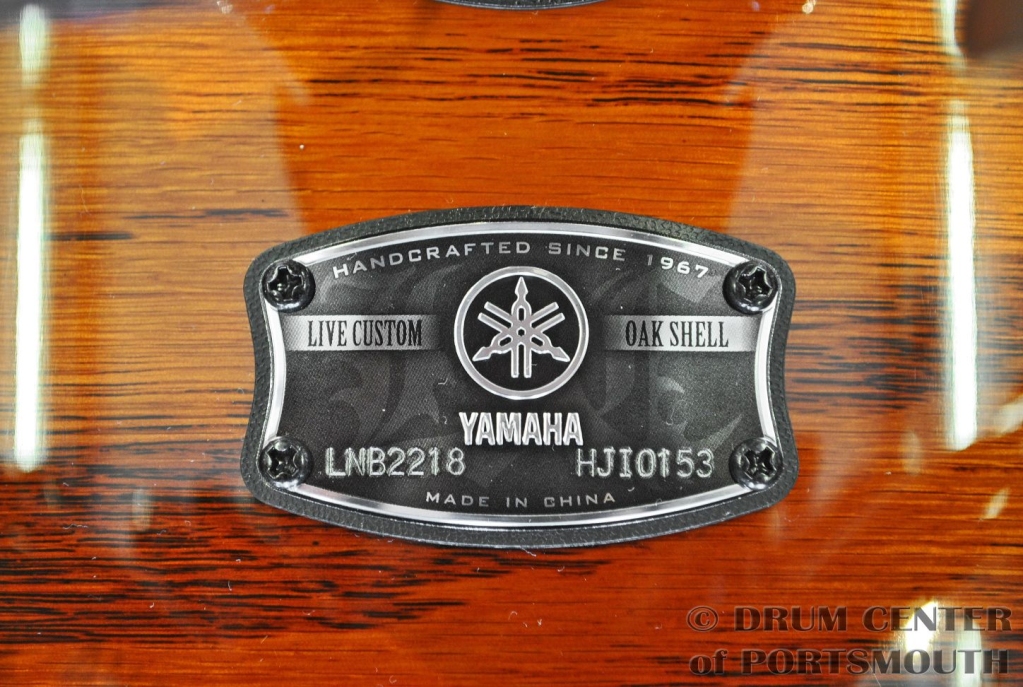 HANDCRAFTED SINCE 1967
LIVE CUSTOM OAK SHELL
YAMAHA
LNB2218 HJI0153
MADE IN CHINA
© DRUM CENTER
of PORTSMOUTH